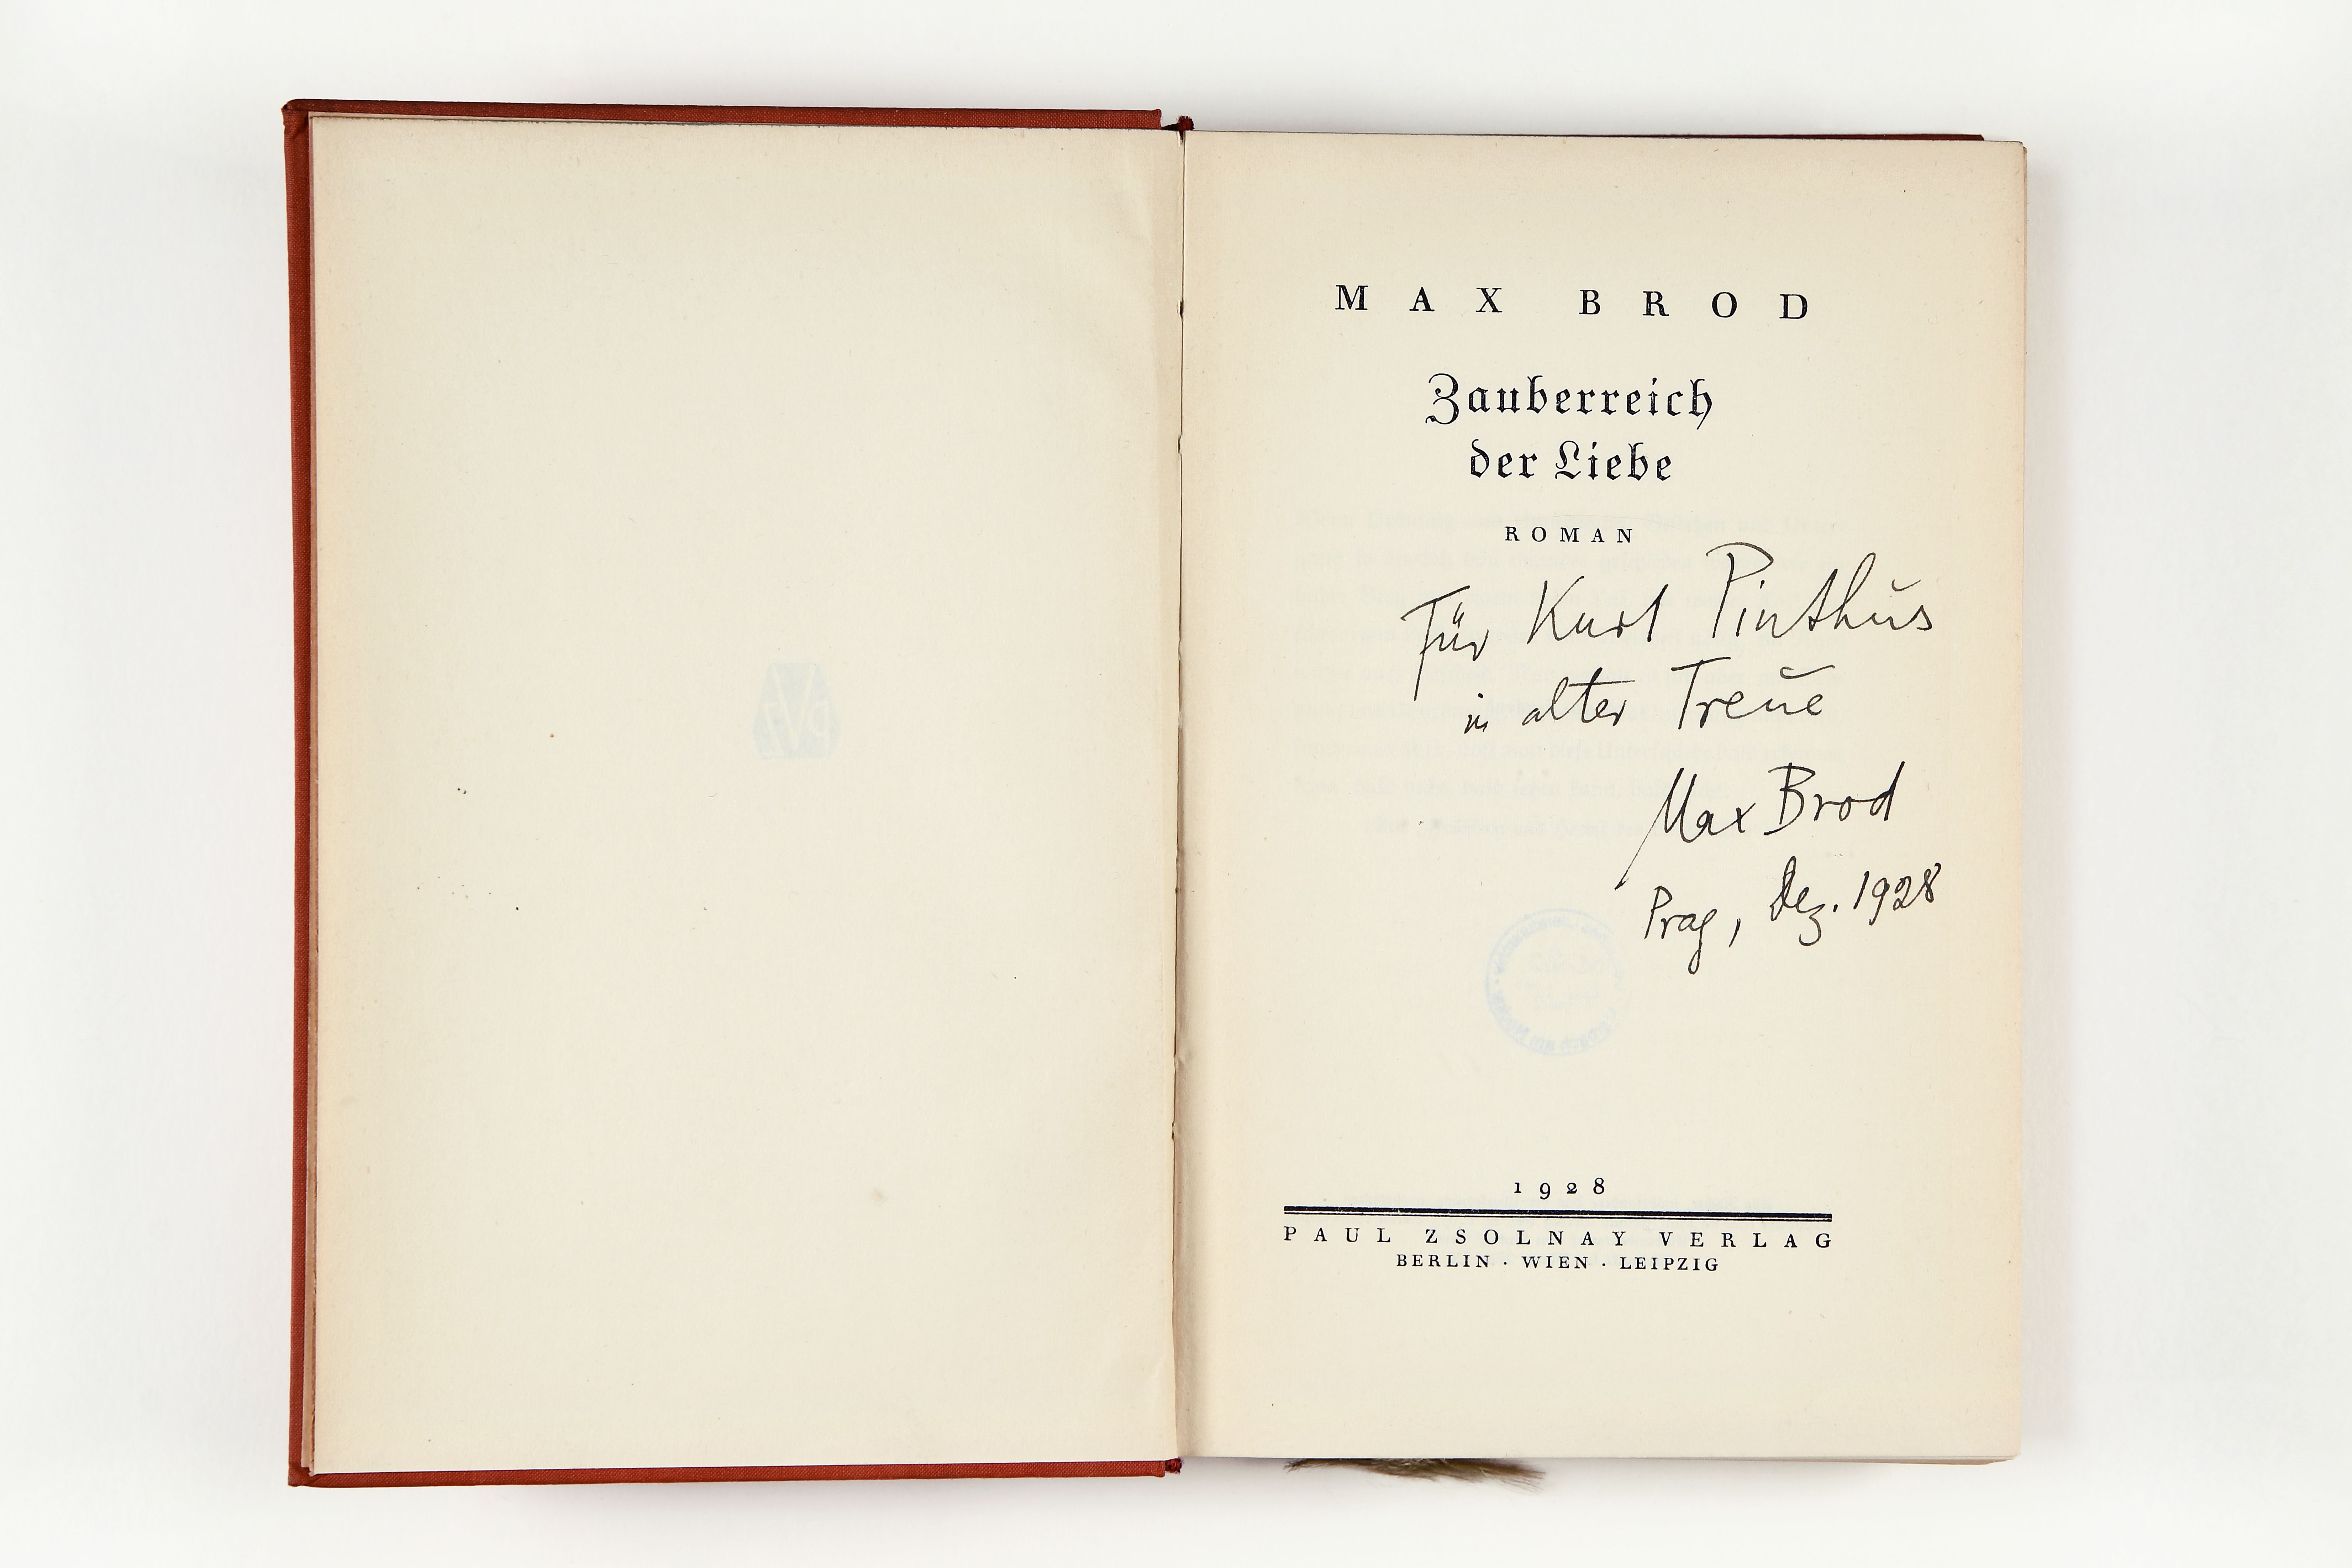 MAX BROD
Zauberreich
der Liebe
ROMAN
Für Kurt Pinthus
in alter Treue
Max Brod
Prag, Dez. 1928
1928
PAUL ZSOLNAY VERLAG
BERLIN · WIEN · LEIPZIG